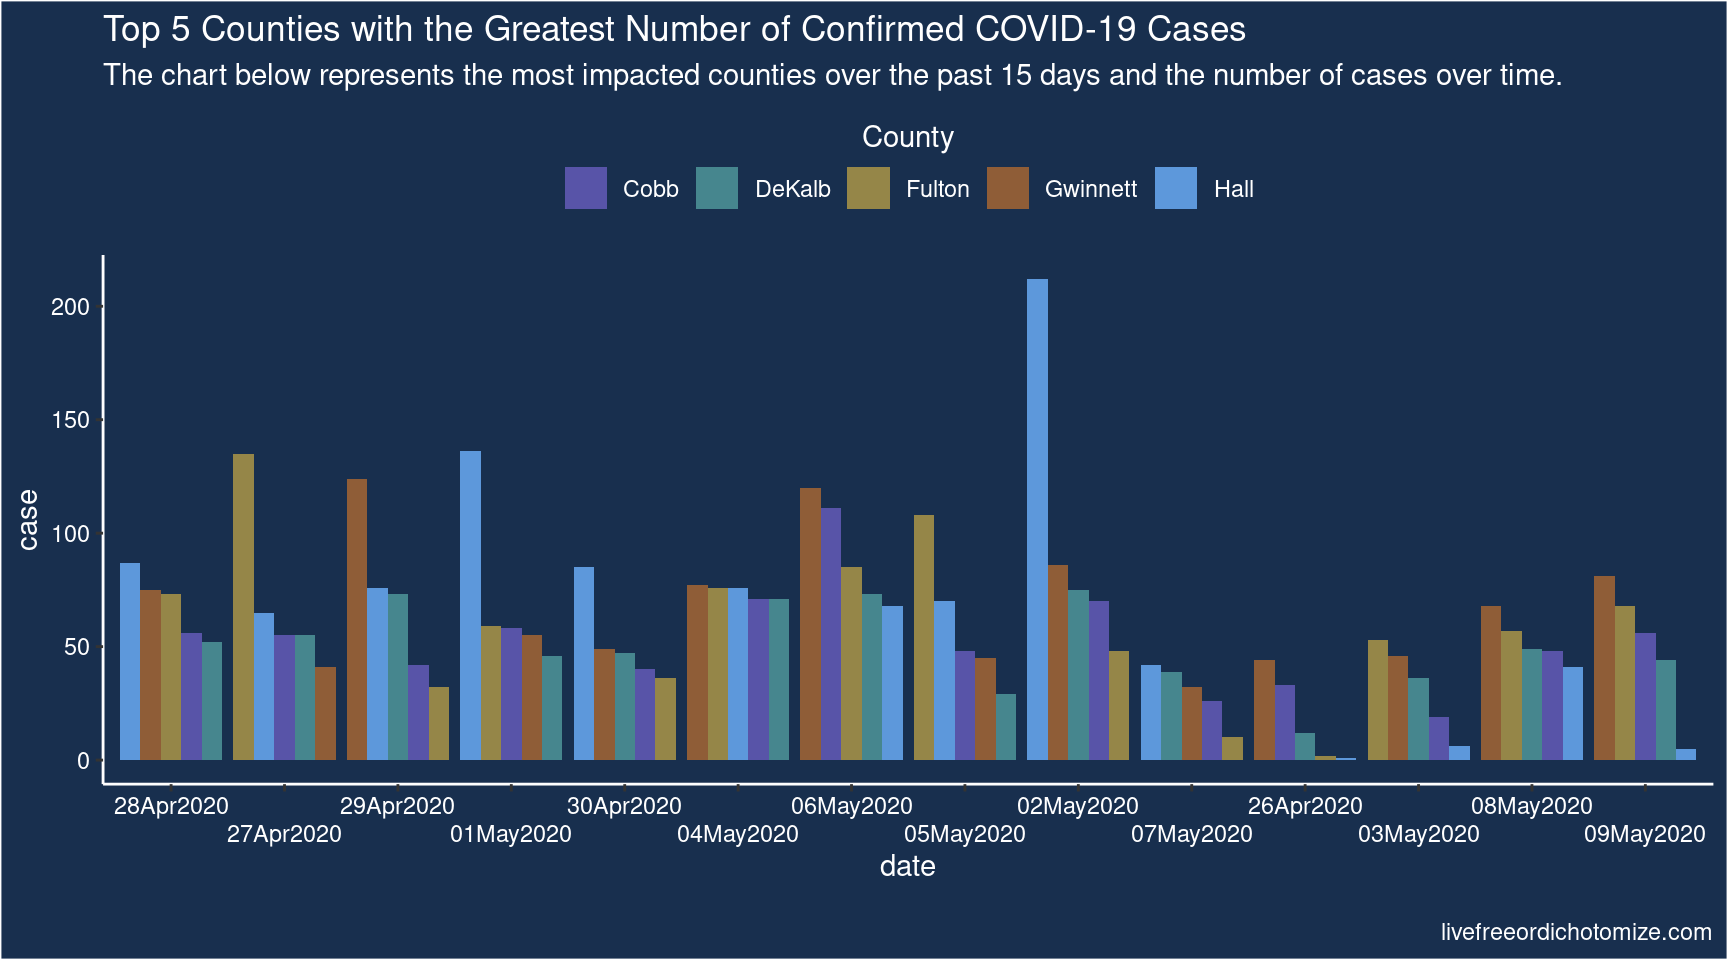 Top 5 Counties with the Greatest Number of Confirmed COVID-19 Cases
The chart below represents the most impacted counties over the past 15 days and the number of cases over time.
County
Cobb DeKalb Fulton Gwinnett Hall
case
200
150
100
50
0
28Apr2020 29Apr2020 30Apr2020 06May2020 02May2020 26Apr2020 08May2020
27Apr2020 01May2020 04May2020 05May2020 07May2020 03May2020 09May2020
date
livefreeordichotomize.com